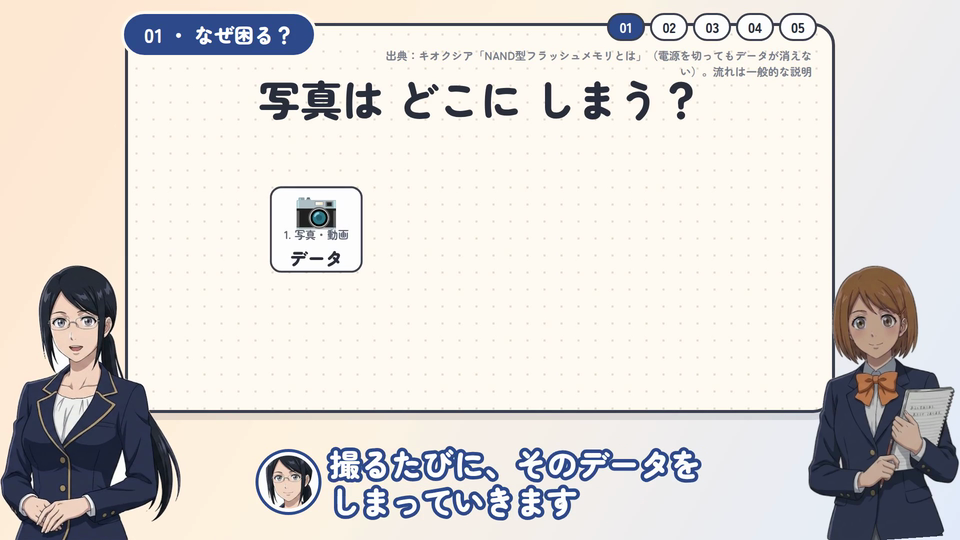 01 ・ なぜ困る？
01 02 03 04 05
出典：キオクシア「NAND型フラッシュメモリとは」（電源を切ってもデータが消えな
い）。流れは一般的な説明
写真は どこに しまう？
1. 写真・動画
データ
撮るたびに、そのデータを
しまっていきます